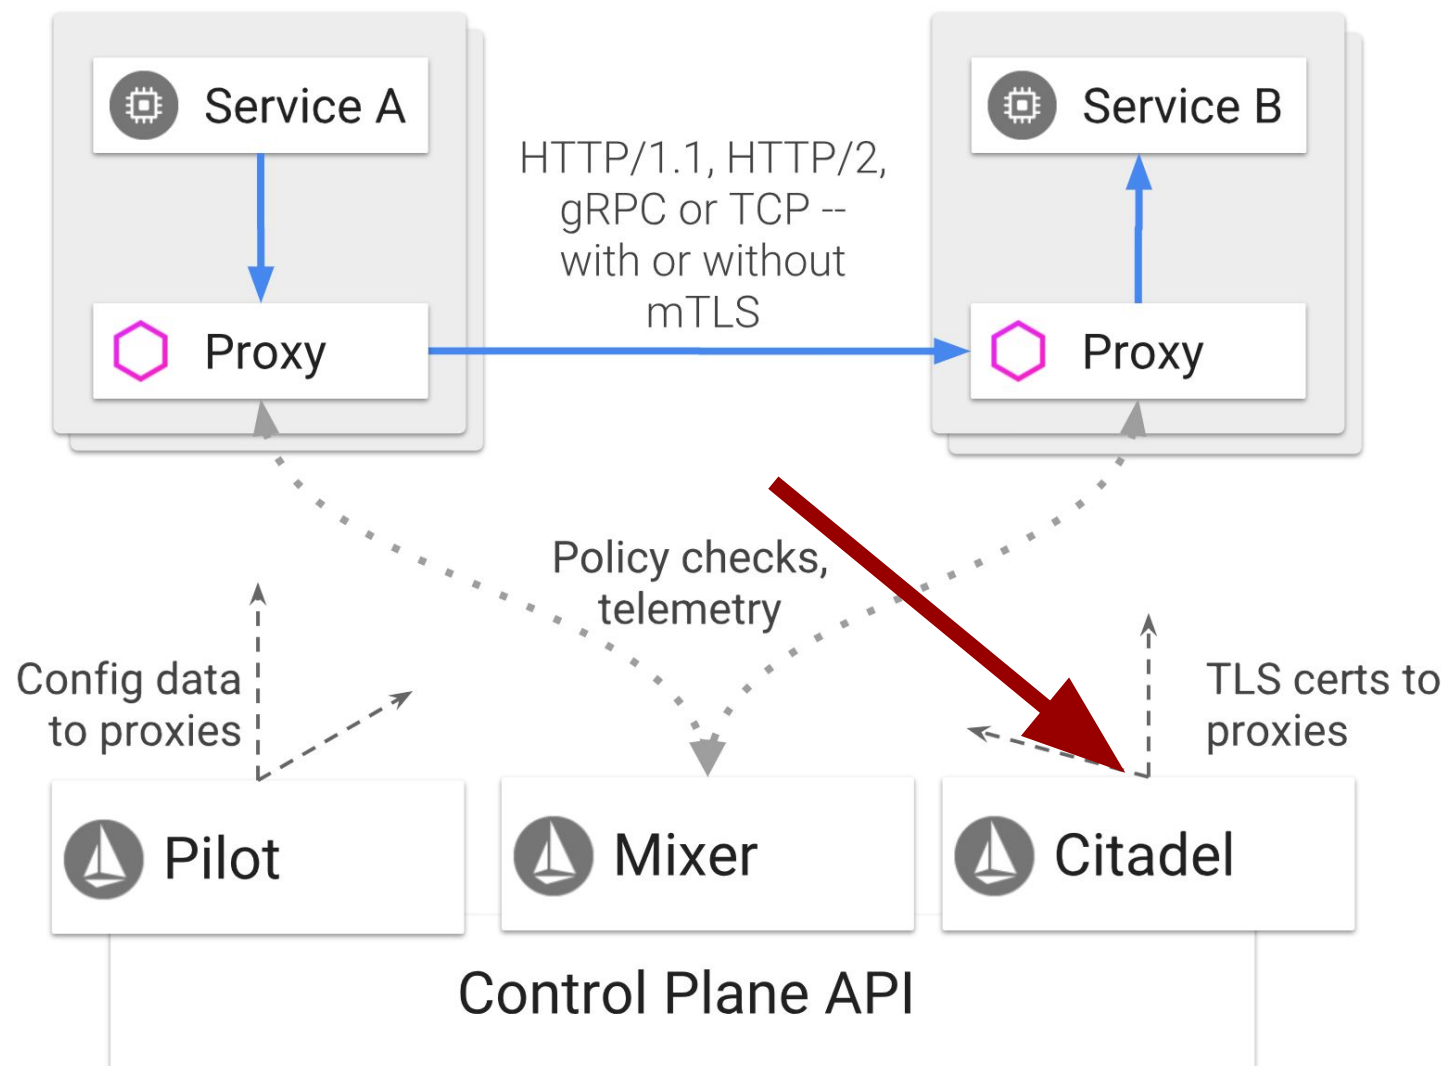 Service A
Service B
HTTP/1.1, HTTP/2,
gRPC or TCP --
with or without
mTLS
Proxy
Proxy
Policy checks,
telemetry
Config data
to proxies
TLS certs to
proxies
Pilot
Mixer
Citadel
Control Plane API